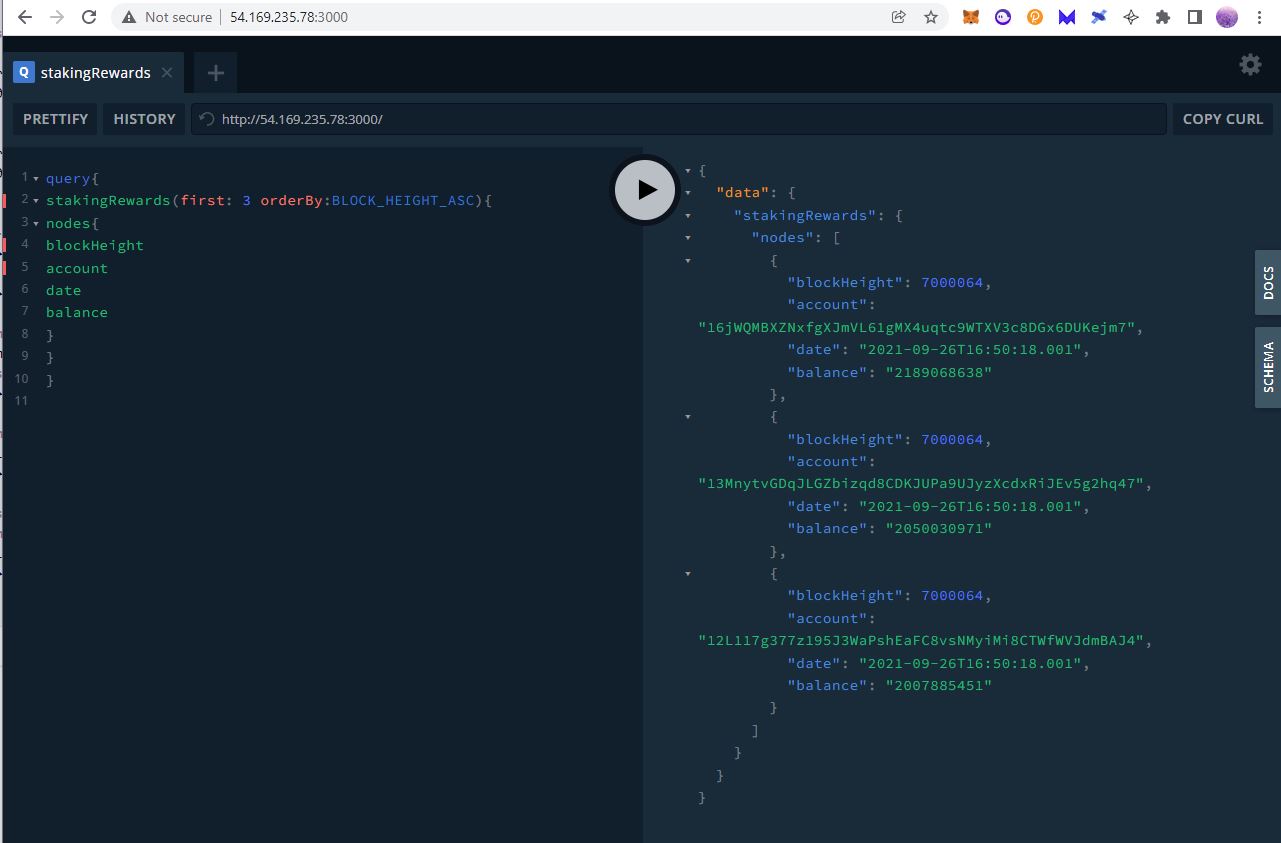 Not secure | 54.169.235.78:3000
Q stakingRewards × +
PRETTIFY HISTORY http://54.169.235.78:3000/ COPY CURL
1 query{
2 stakingRewards(first: 3 orderBy:BLOCK_HEIGHT_ASC){
3 nodes{
4 blockHeight
5 account
6 date
7 balance
8 }
9 }
10 }
11
{
"data": {
"stakingRewards": {
"nodes": [
{
"blockHeight": 7000064,
"account":
"16jWQMBXZNxfgXJmVL61gMX4uqtc9WTXV3c8DGx6DUKejm7",
"date": "2021-09-26T16:50:18.001",
"balance": "2189068638"
},
{
"blockHeight": 7000064,
"account":
"13MnytvGDqJLGZbizqd8CDKJUPa9UJyzXcdxRiJEv5g2hq47",
"date": "2021-09-26T16:50:18.001",
"balance": "2050030971"
},
{
"blockHeight": 7000064,
"account":
"12L117g377z195J3WaPshEaFC8vsNMyiMi8CTWfWVJdmBAJ4",
"date": "2021-09-26T16:50:18.001",
"balance": "2007885451"
}
]
}
}
}
DOCS
SCHEMA